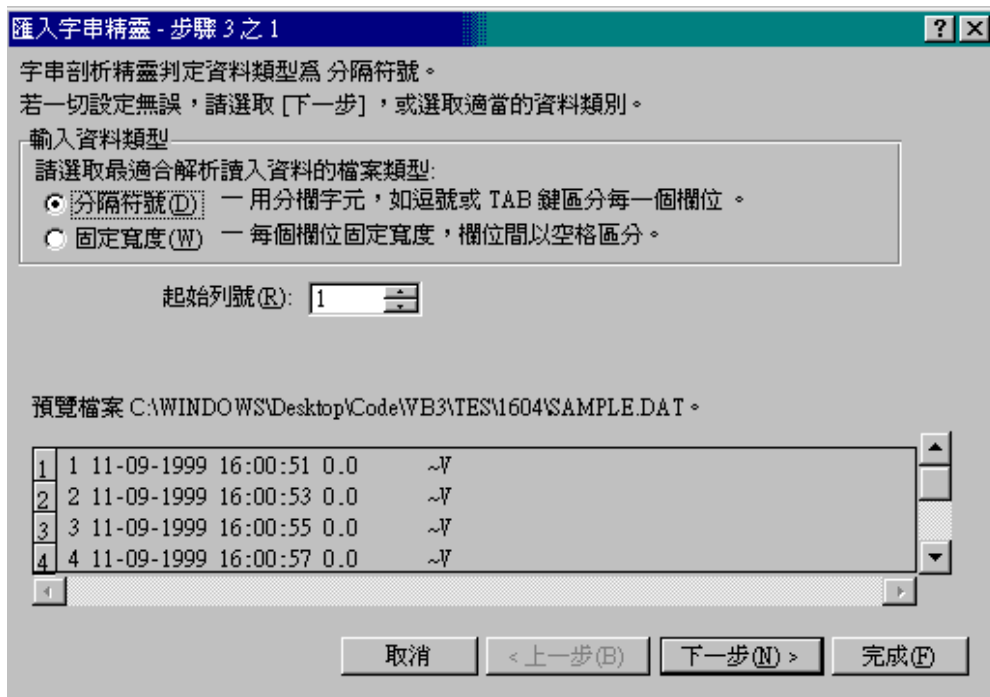 匯入字串精靈 - 步驟 3 之 1
字串剖析精靈判定資料類型爲 分隔符號。
若一切設定無誤，請選取 [下一步] ，或選取適當的資料類別。
輸入資料類型
請選取最適合解析讀入資料的檔案類型:
分隔符號(D) 一 用分欄字元，如逗號或 TAB 鍵區分每一個欄位 。
固定寬度(W) 一 每個欄位固定寬度，欄位間以空格區分。
起始列號(R): 1
預覽檔案 C:\WINDOWS\Desktop\Code\VB3\TES\1604\SAMPLE.DAT。
1 1 11-09-1999 16:00:51 0.0 ~V
2 2 11-09-1999 16:00:53 0.0 ~V
3 3 11-09-1999 16:00:55 0.0 ~V
4 4 11-09-1999 16:00:57 0.0 ~V
取消 < 上一步(B) 下一步(N) > 完成(F)